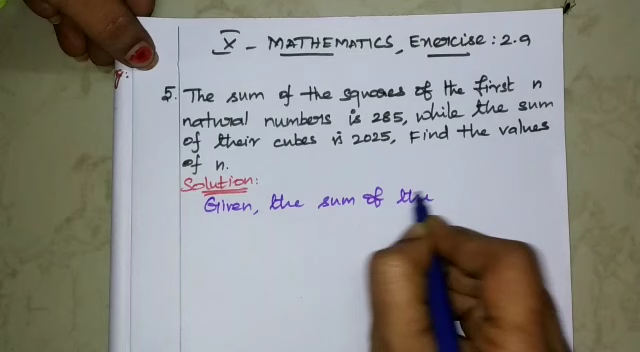 X - MATHEMATICS, Exercise: 2.9
5. The sum of the squares of the first n
natural numbers is 285, while the sum
of their cubes is 2025, Find the values
of n.
Solution:
Given, the sum of the